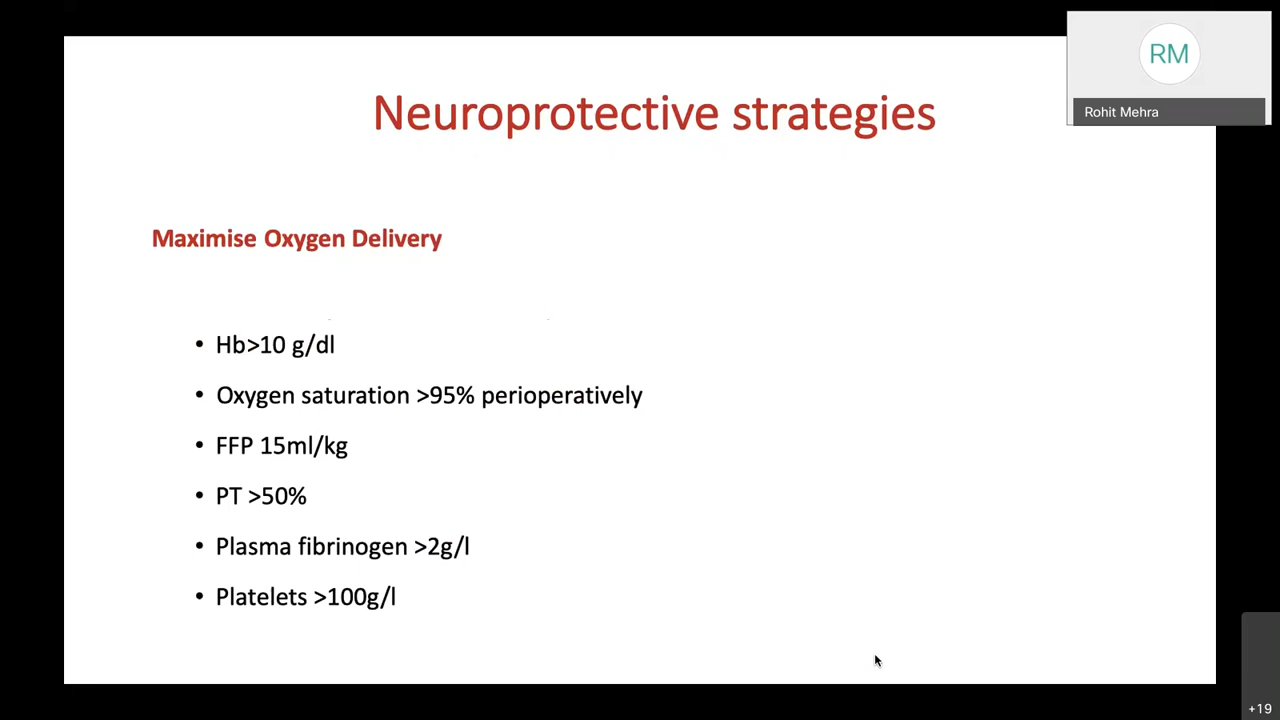 RM
Rohit Mehra
Neuroprotective strategies
Maximise Oxygen Delivery
• Hb>10 g/dl
• Oxygen saturation >95% perioperatively
• FFP 15ml/kg
• PT >50%
• Plasma fibrinogen >2g/l
• Platelets >100g/l
+19